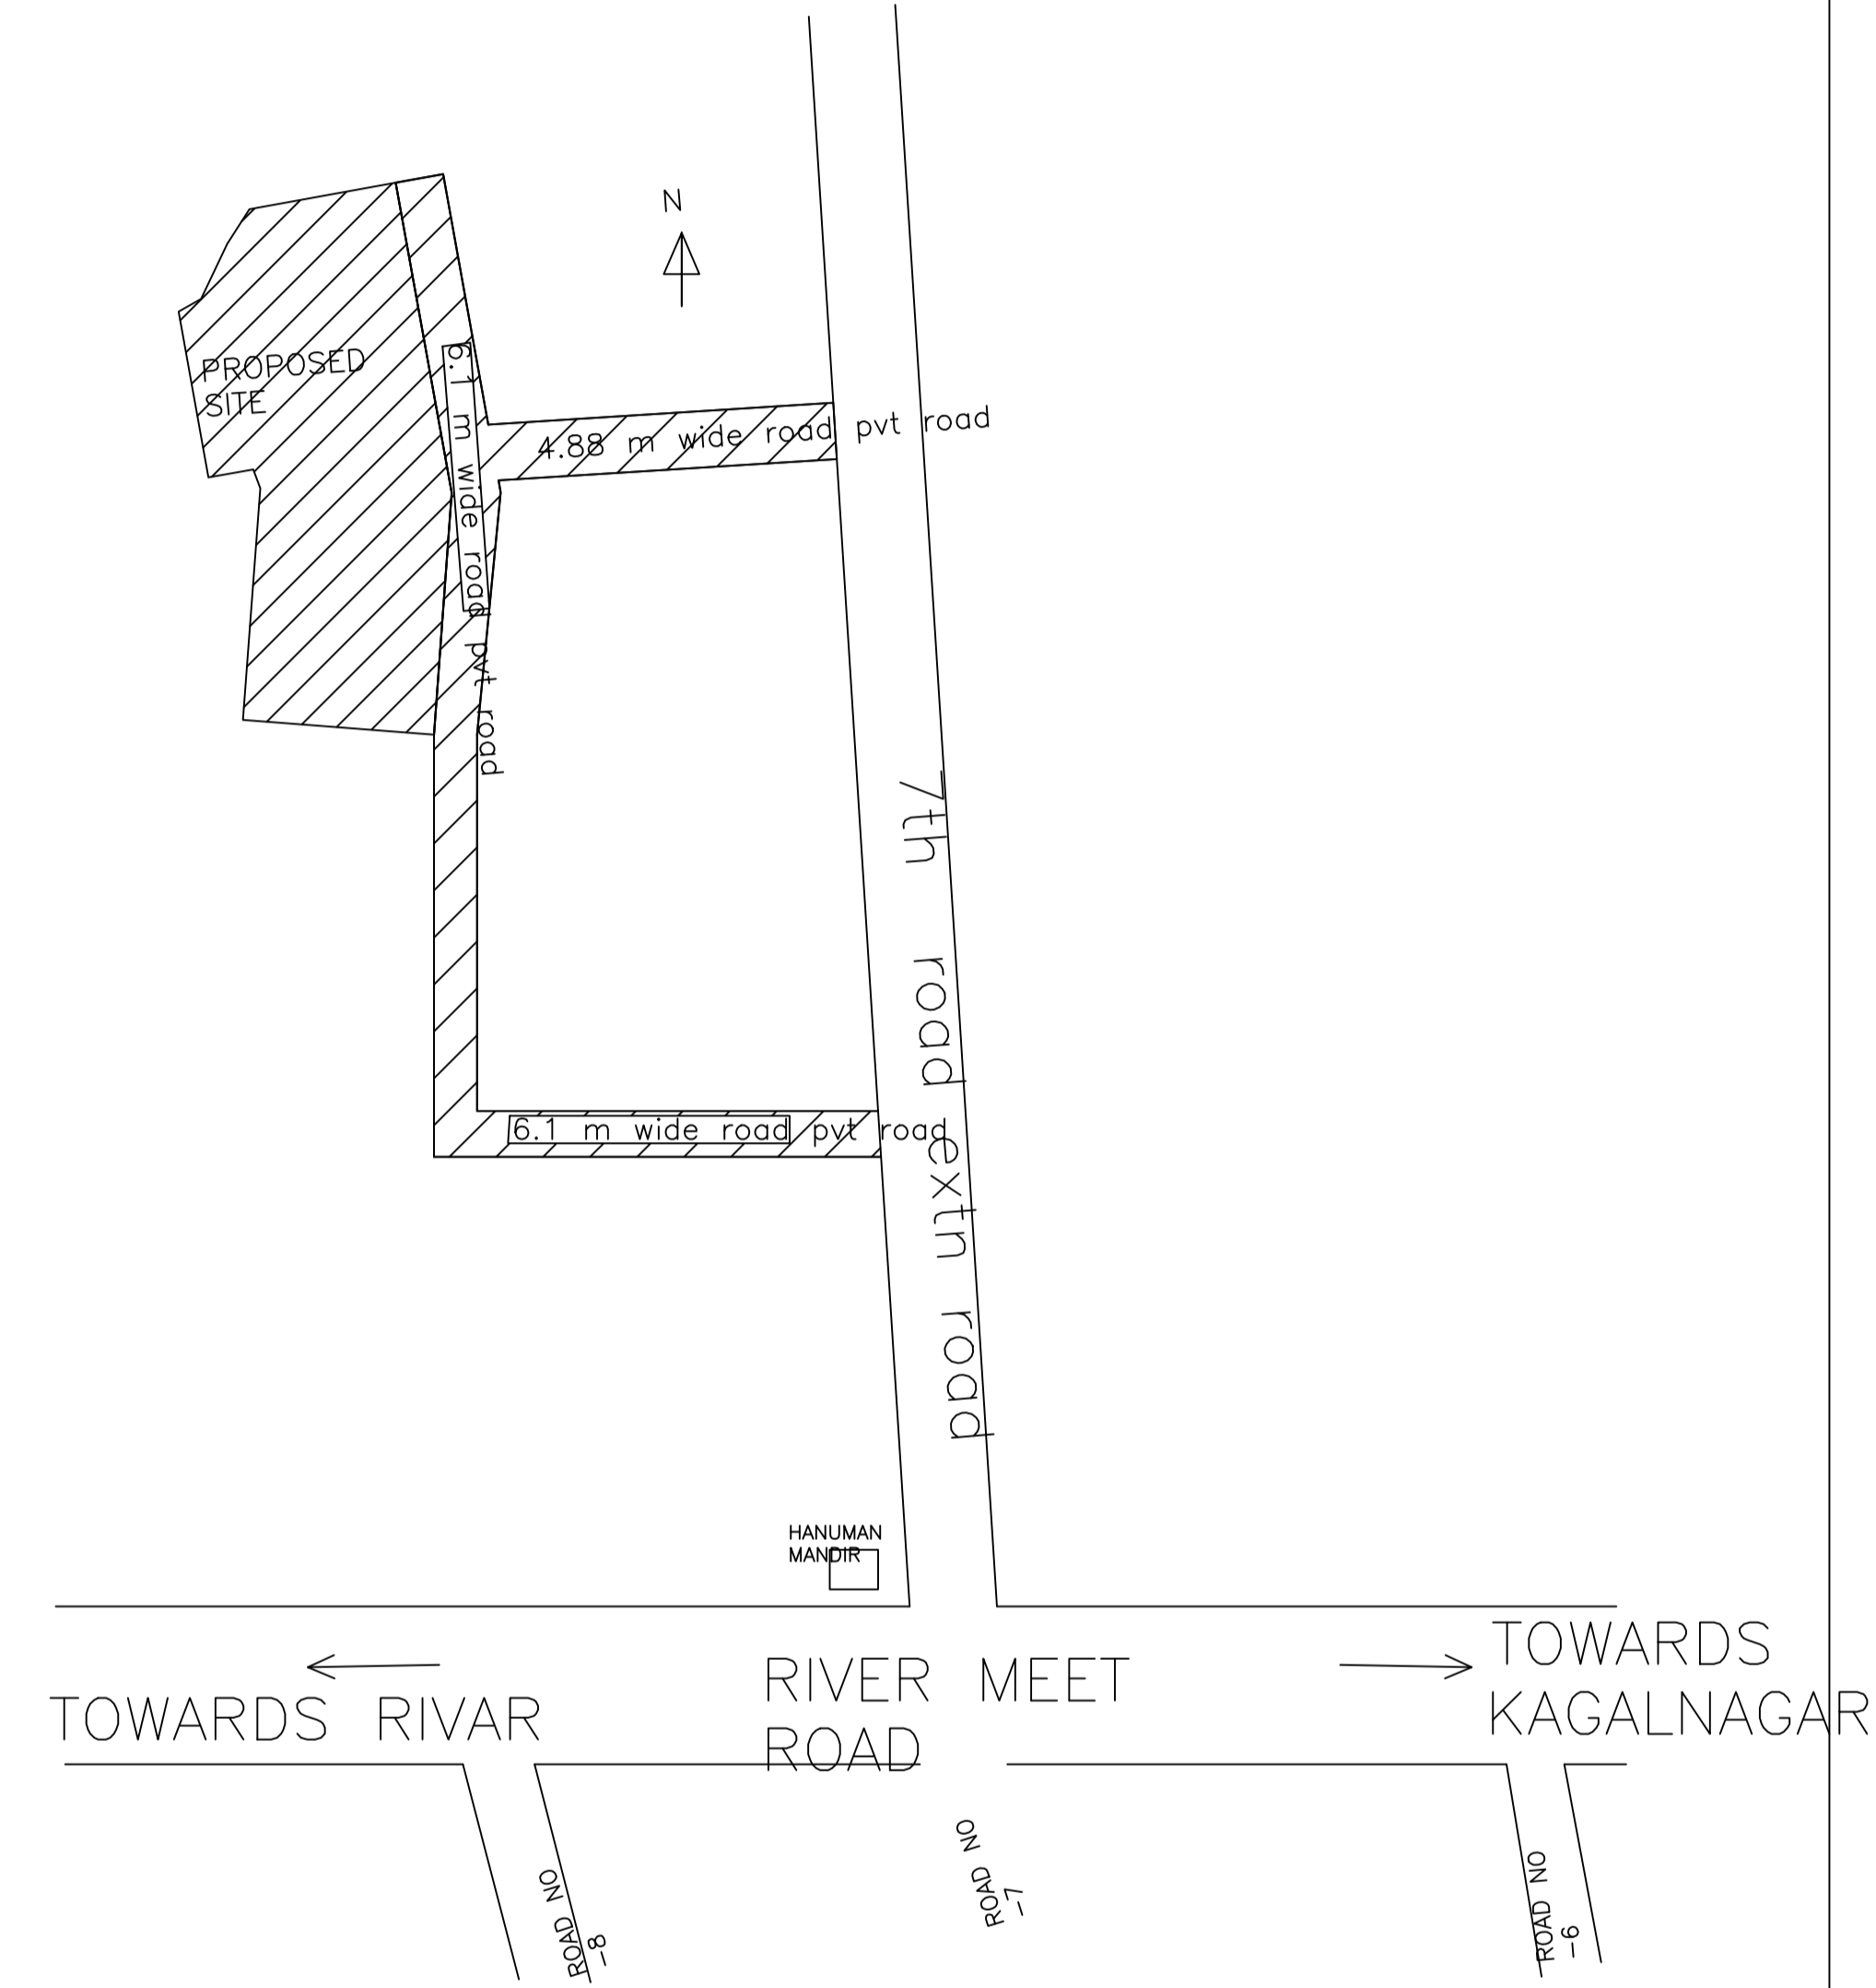 N
PROPOSED
SITE
6.1 m wide road pvt road
4.88 m wide road pvt road
7th road extn road
6.1 m wide road pvt road
HANUMAN
MANDIR
TOWARDS RIVAR
RIVER MEET
ROAD
TOWARDS
KAGALNAGAR
ROAD NO
-8
ROAD NO
-7
ROAD NO
-6